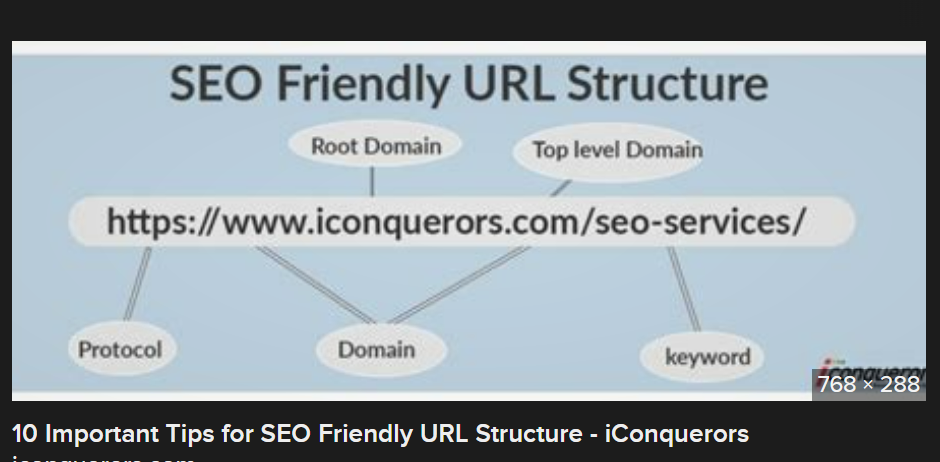 SEO Friendly URL Structure
Root Domain
Top level Domain
https://www.iconquerors.com/seo-services/
Protocol
Domain
keyword
768 × 288
10 Important Tips for SEO Friendly URL Structure - iConquerors
iconquerors.com